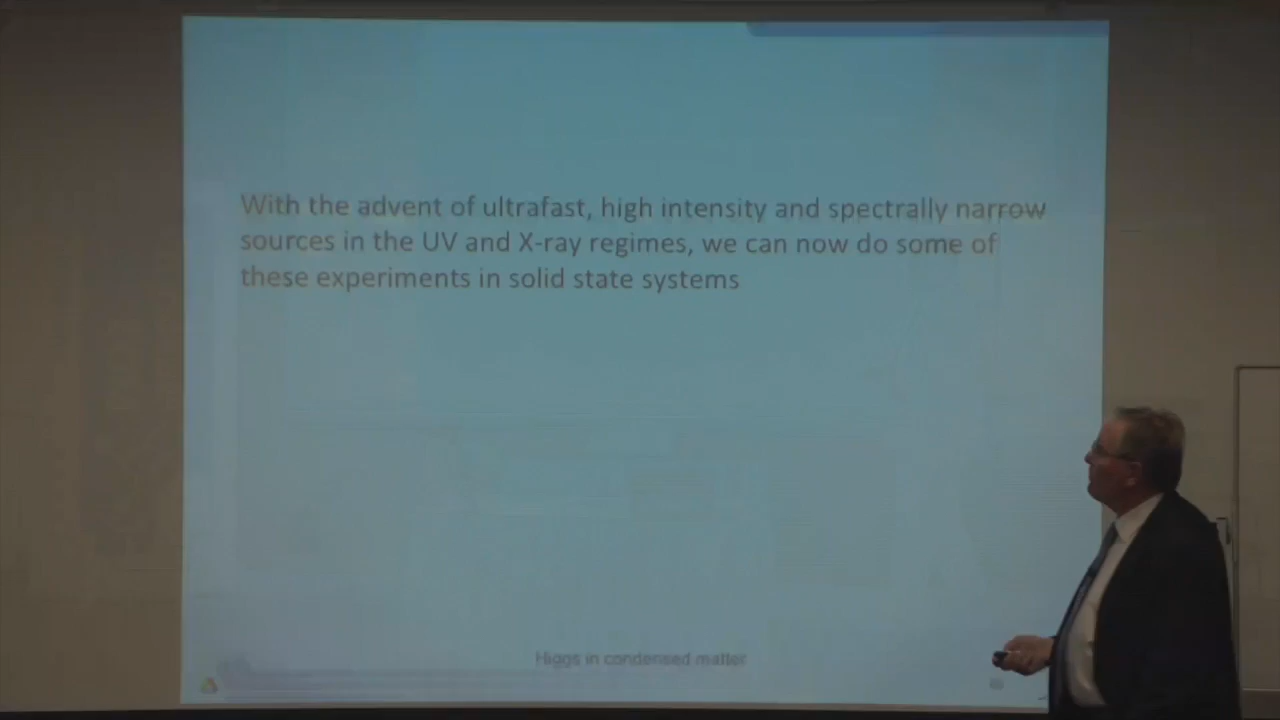 With the advent of ultrafast, high intensity and spectrally narrow
sources in the UV and X-ray regimes, we can now do some of
these experiments in solid state systems
Higgs in condensed matter